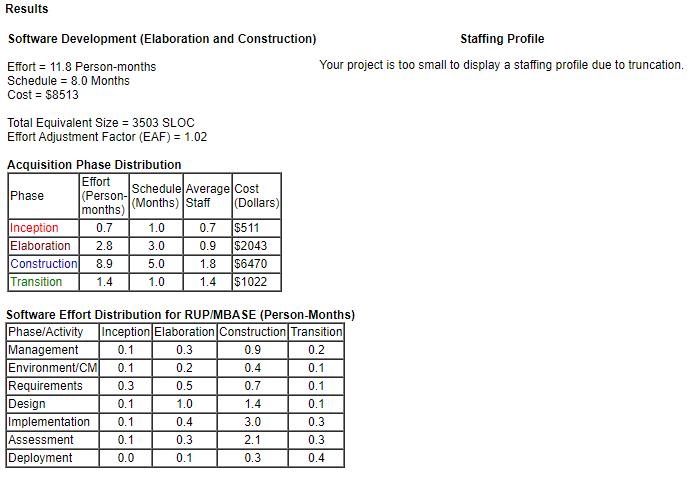 Results
Software Development (Elaboration and Construction)
Staffing Profile
Effort = 11.8 Person-months
Schedule = 8.0 Months
Cost = $8513
Your project is too small to display a staffing profile due to truncation.
Total Equivalent Size = 3503 SLOC
Effort Adjustment Factor (EAF) = 1.02
Acquisition Phase Distribution
Phase Effort (Person-months) Schedule (Months) Average Staff Cost (Dollars)
Inception 0.7 1.0 0.7 $511
Elaboration 2.8 3.0 0.9 $2043
Construction 8.9 5.0 1.8 $6470
Transition 1.4 1.0 1.4 $1022
Software Effort Distribution for RUP/MBASE (Person-Months)
Phase/Activity Inception Elaboration Construction Transition
Management 0.1 0.3 0.9 0.2
Environment/CM 0.1 0.2 0.4 0.1
Requirements 0.3 0.5 0.7 0.1
Design 0.1 1.0 1.4 0.1
Implementation 0.1 0.4 3.0 0.3
Assessment 0.1 0.3 2.1 0.3
Deployment 0.0 0.1 0.3 0.4